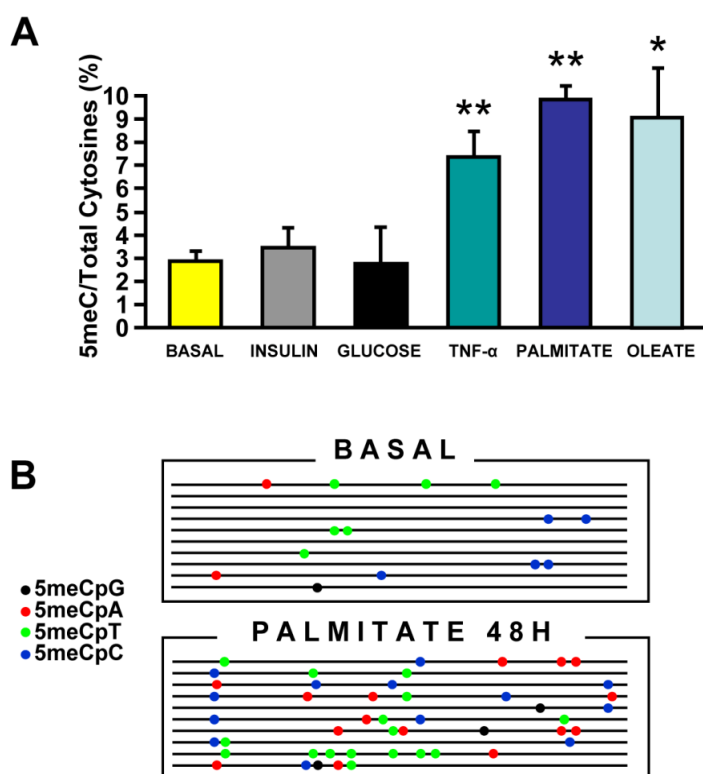 A
5meC/Total Cytosines (%)
10
9
8
7
6
5
4
3
2
1
0
** ** *
BASAL INSULIN GLUCOSE TNF-α PALMITATE OLEATE
B
BASAL
5meCpG
5meCpA
5meCpT
5meCpC
PALMITATE 48H